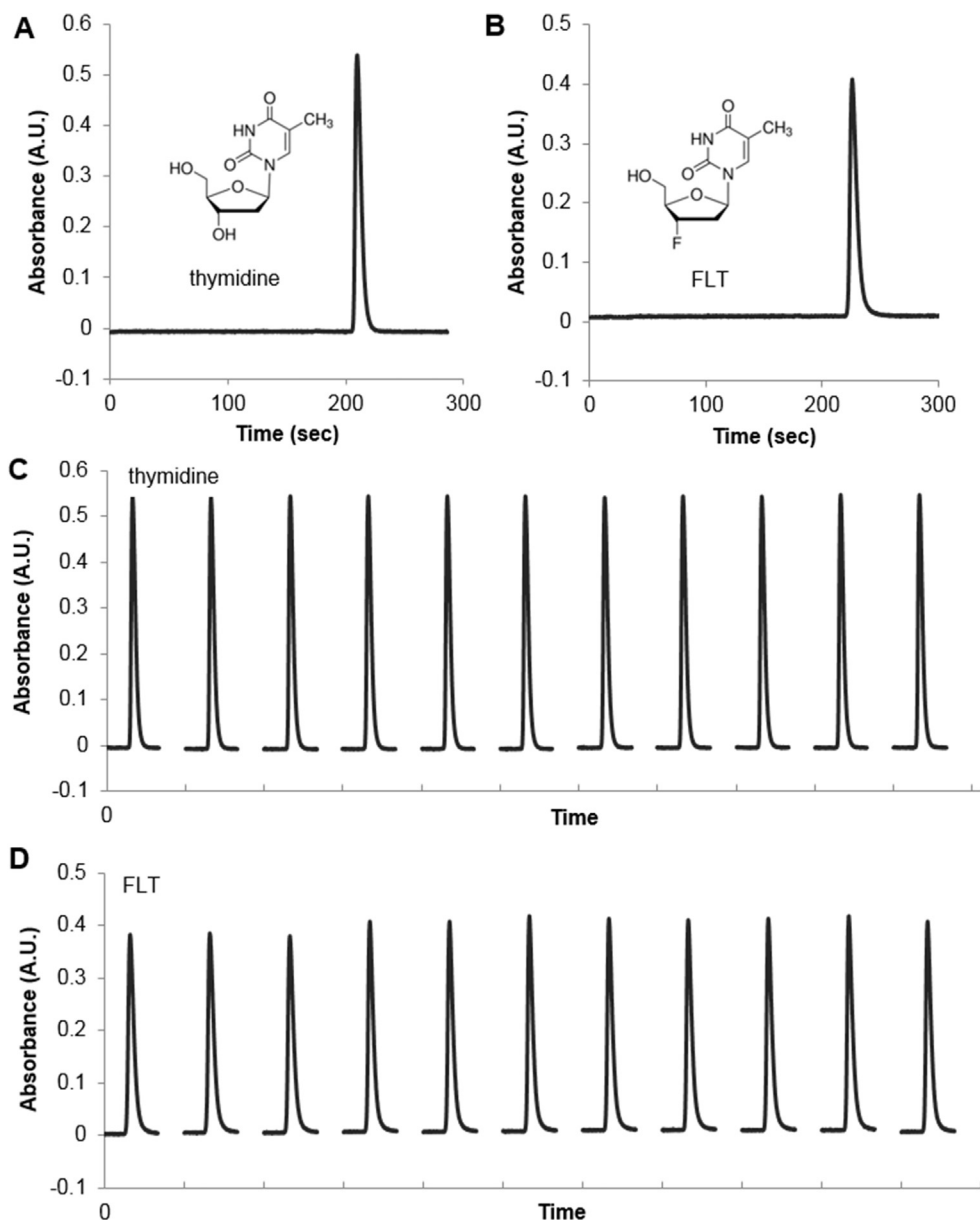 A
Absorbance (A.U.)
0.6
0.5
0.4
0.3
0.2
0.1
0
-0.1
O
HN
CH3
O
N
HO
O
OH
thymidine
0 100 200 300
Time (sec)
B
Absorbance (A.U.)
0.5
0.4
0.3
0.2
0.1
0
-0.1
O
HN
CH3
O
N
HO
O
F
FLT
0 100 200 300
Time (sec)
C
Absorbance (A.U.)
0.6
0.5
0.4
0.3
0.2
0.1
0
-0.1
thymidine
0
Time
D
Absorbance (A.U.)
0.5
0.4
0.3
0.2
0.1
0
-0.1
FLT
0
Time